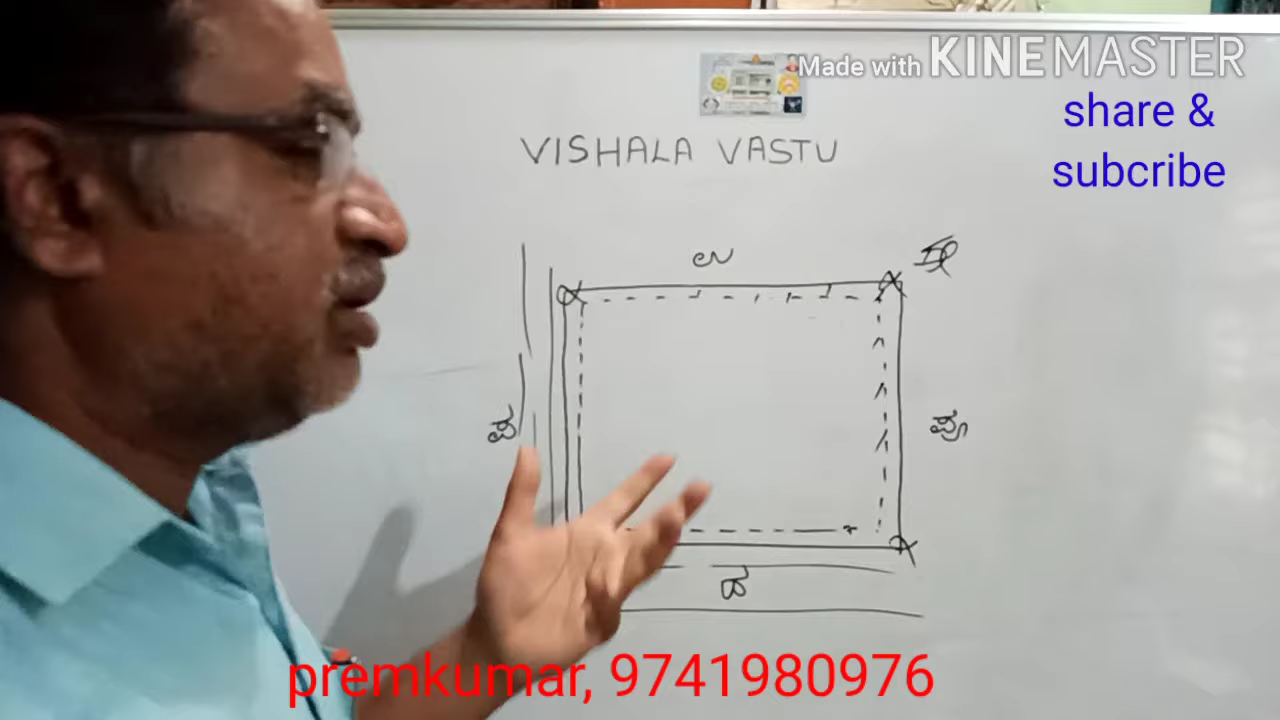 Made with KINEMASTER
share &
subcribe
VISHALA VASTU
ಉ
ಈ
ಪ
ಪೂ
ದ
premkumar, 9741980976